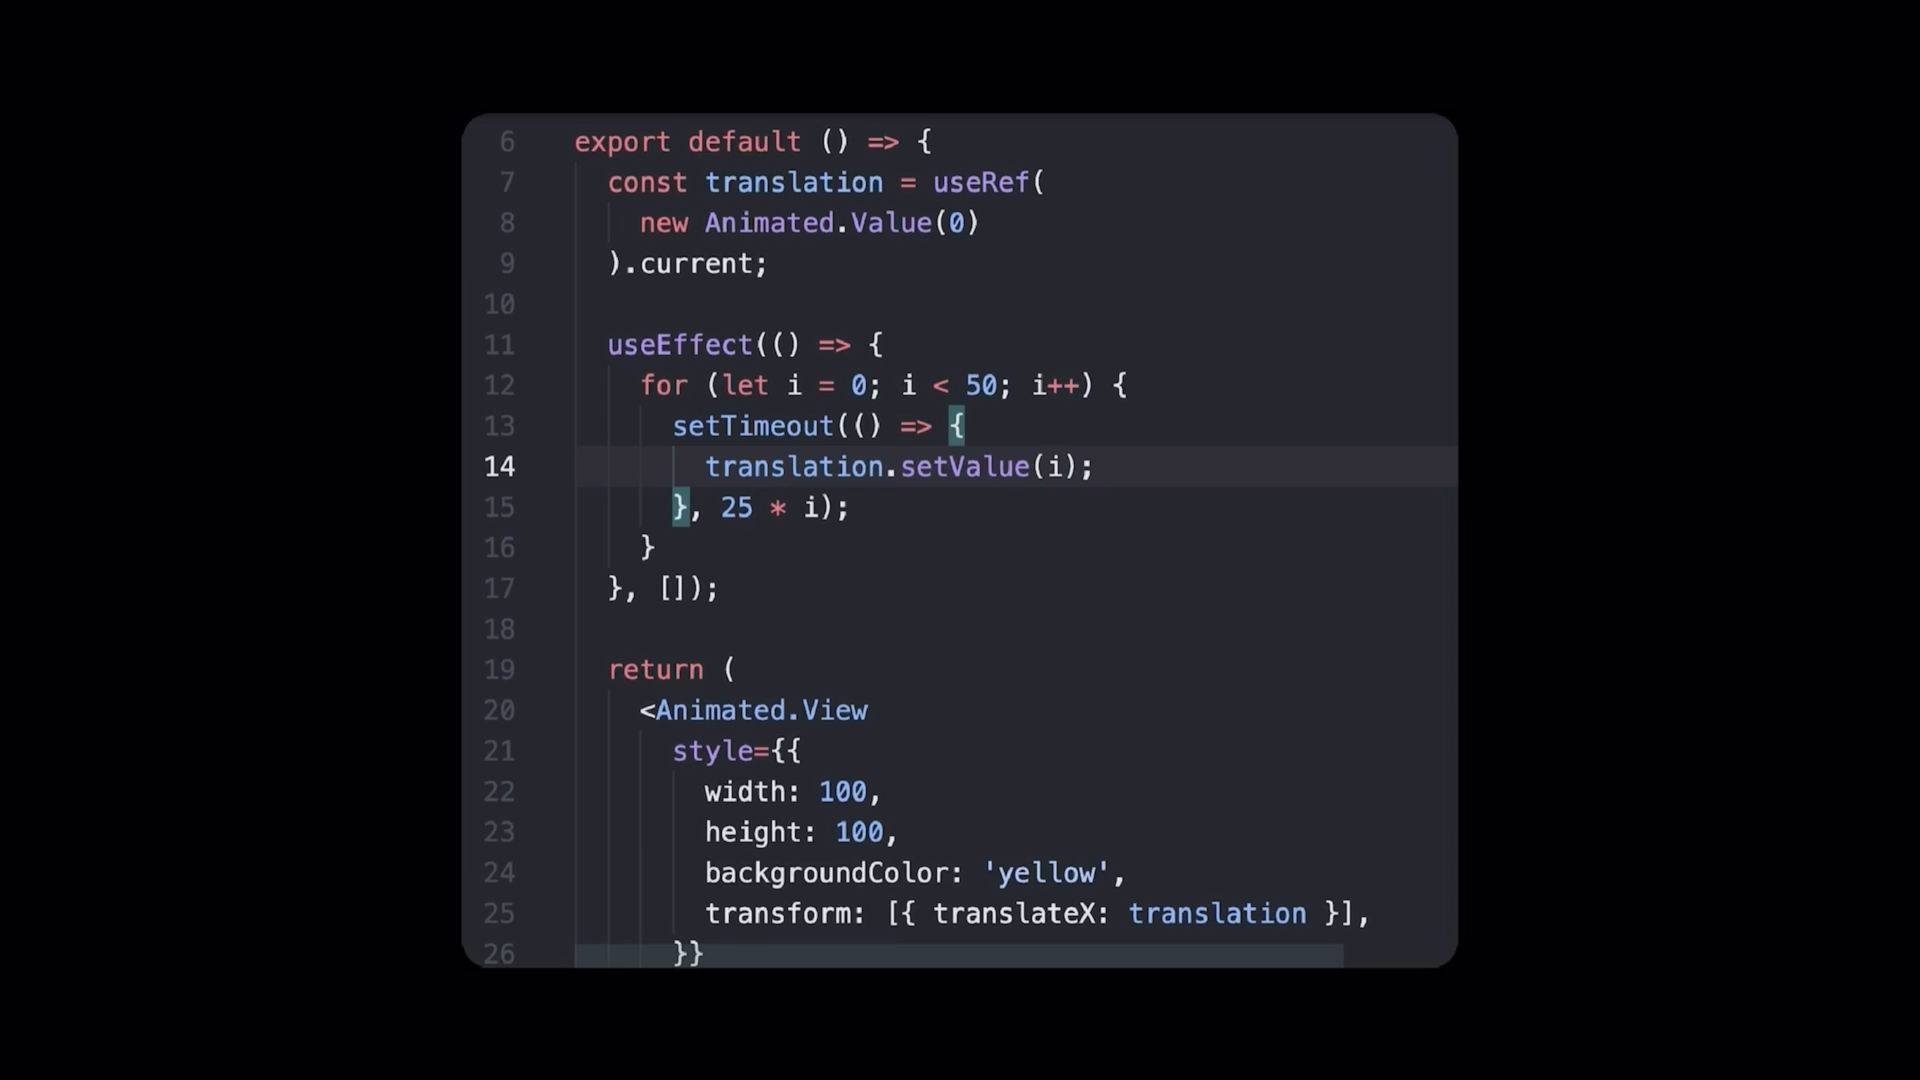 6 export default () => {
7 const translation = useRef(
8 new Animated.Value(0)
9 ).current;
10
11 useEffect(() => {
12 for (let i = 0; i < 50; i++) {
13 setTimeout(() => {
14 translation.setValue(i);
15 }, 25 * i);
16 }
17 }, []);
18
19 return (
20 <Animated.View
21 style={{
22 width: 100,
23 height: 100,
24 backgroundColor: 'yellow',
25 transform: [{ translateX: translation }],
26 }}